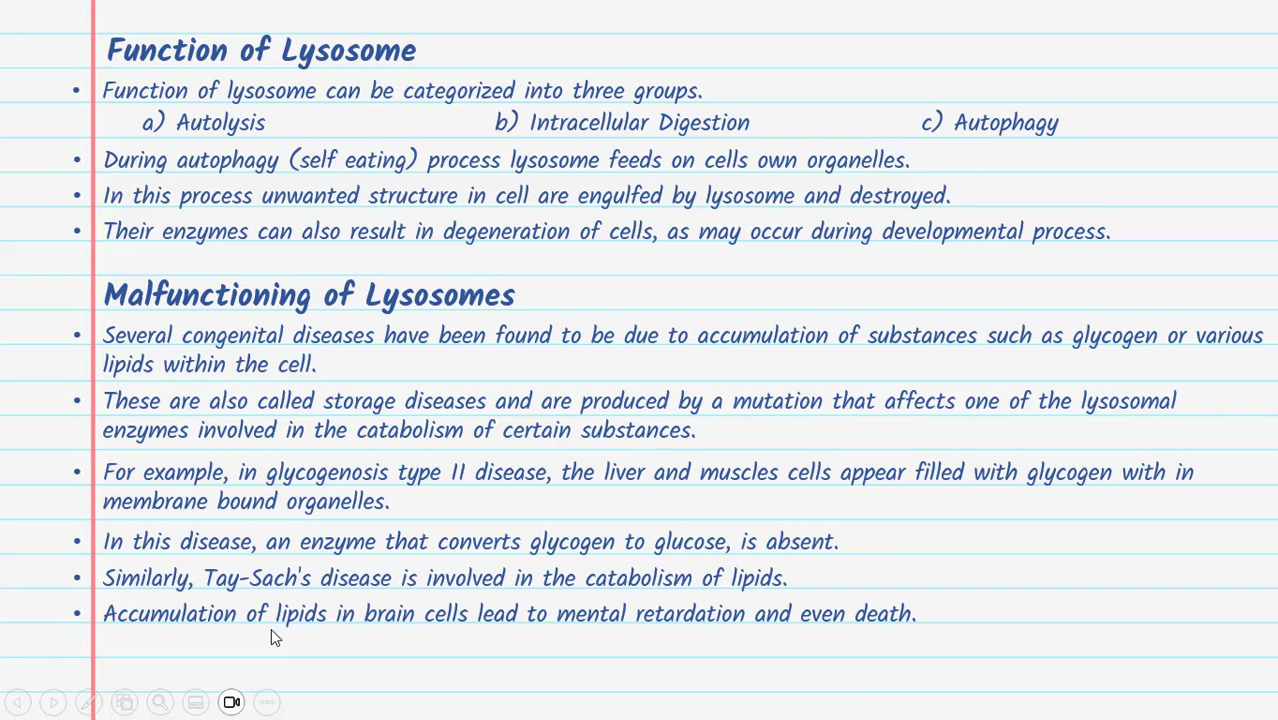 Function of Lysosome
• Function of lysosome can be categorized into three groups.
a) Autolysis b) Intracellular Digestion c) Autophagy
• During autophagy (self eating) process lysosome feeds on cells own organelles.
• In this process unwanted structure in cell are engulfed by lysosome and destroyed.
• Their enzymes can also result in degeneration of cells, as may occur during developmental process.
Malfunctioning of Lysosomes
• Several congenital diseases have been found to be due to accumulation of substances such as glycogen or various
lipids within the cell.
• These are also called storage diseases and are produced by a mutation that affects one of the lysosomal
enzymes involved in the catabolism of certain substances.
• For example, in glycogenosis type II disease, the liver and muscles cells appear filled with glycogen with in
membrane bound organelles.
• In this disease, an enzyme that converts glycogen to glucose, is absent.
• Similarly, Tay-Sach's disease is involved in the catabolism of lipids.
• Accumulation of lipids in brain cells lead to mental retardation and even death.